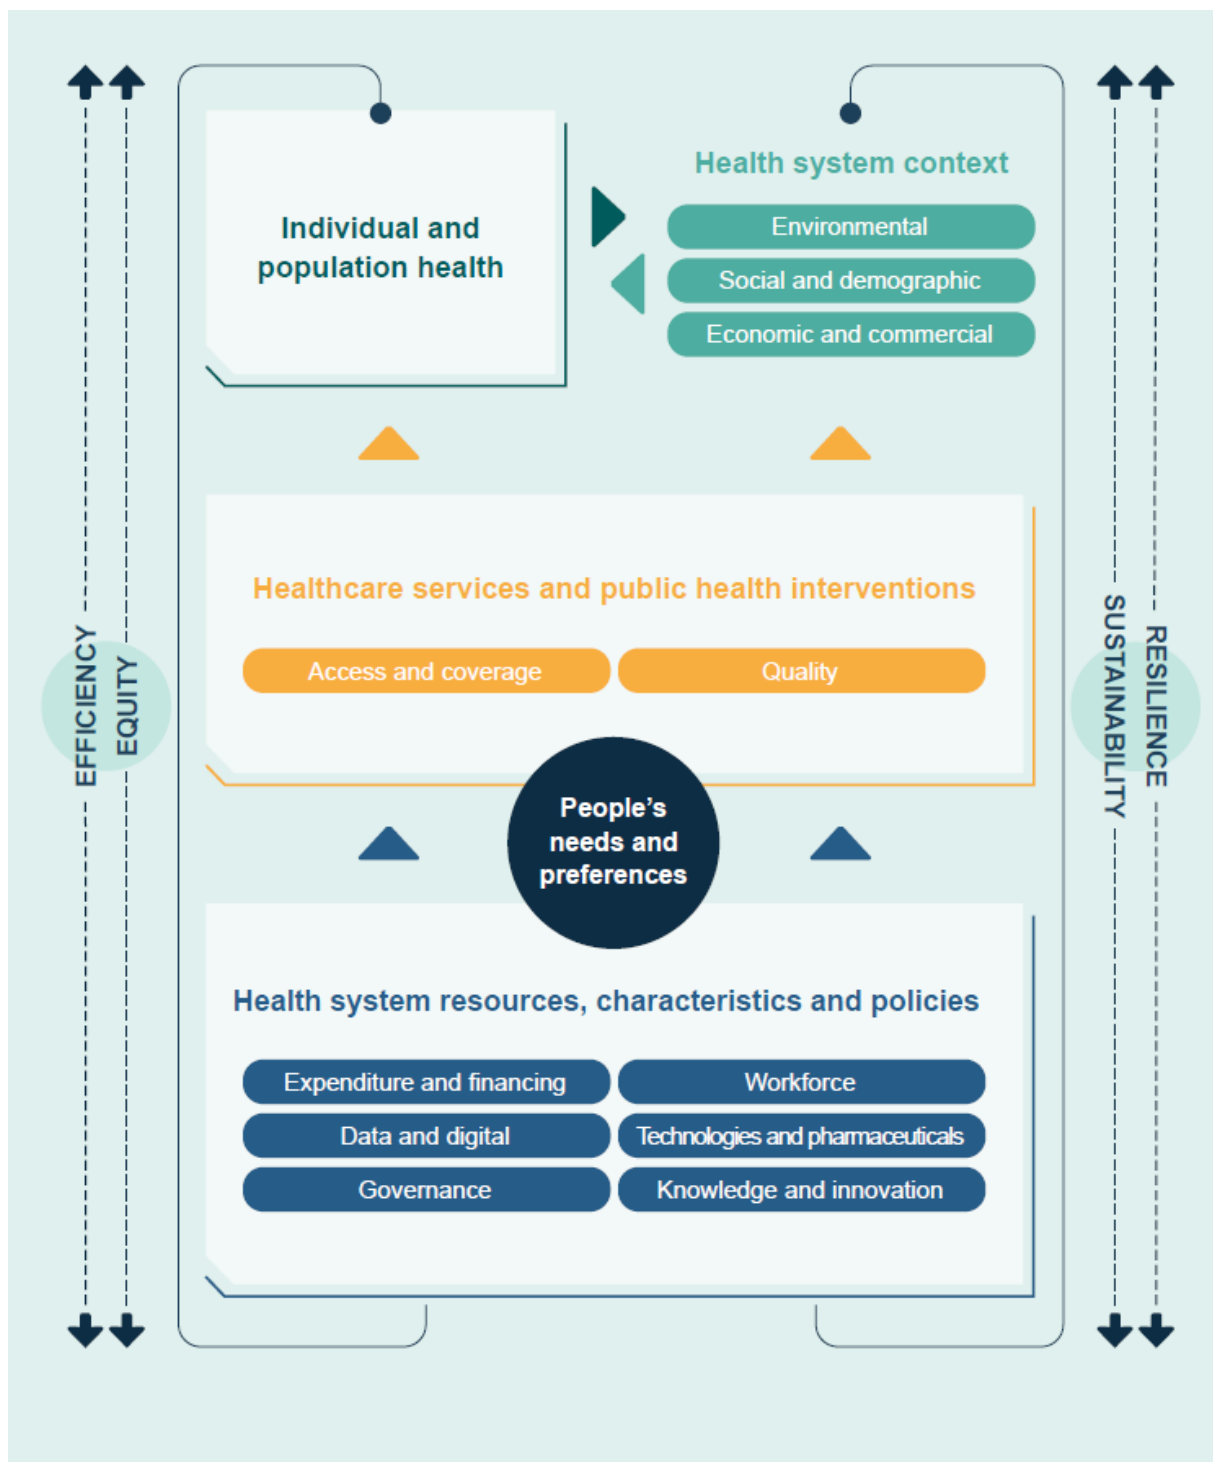 Individual and
population health
Health system context
Environmental
Social and demographic
Economic and commercial
Healthcare services and public health interventions
Access and coverage
Quality
EFFICIENCY
EQUITY
SUSTAINABILITY
RESILIENCE
People's
needs and
preferences
Health system resources, characteristics and policies
Expenditure and financing
Workforce
Data and digital
Technologies and pharmaceuticals
Governance
Knowledge and innovation